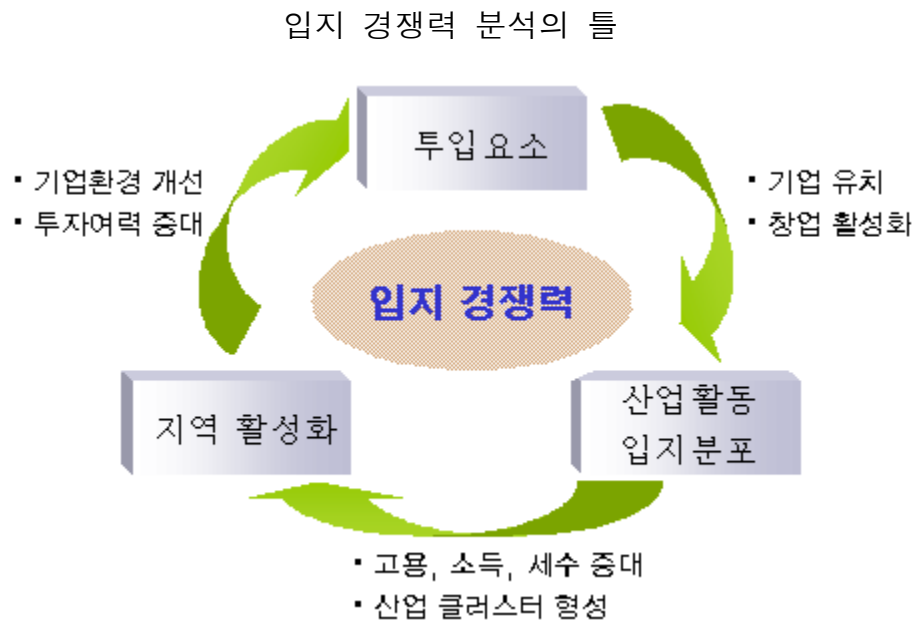 입지 경쟁력 분석의 틀
투입요소
▪ 기업환경 개선
▪ 투자여력 증대
▪ 기업 유치
▪ 창업 활성화
입지 경쟁력
지역 활성화
산업활동
입지분포
▪ 고용, 소득, 세수 증대
▪ 산업 클러스터 형성